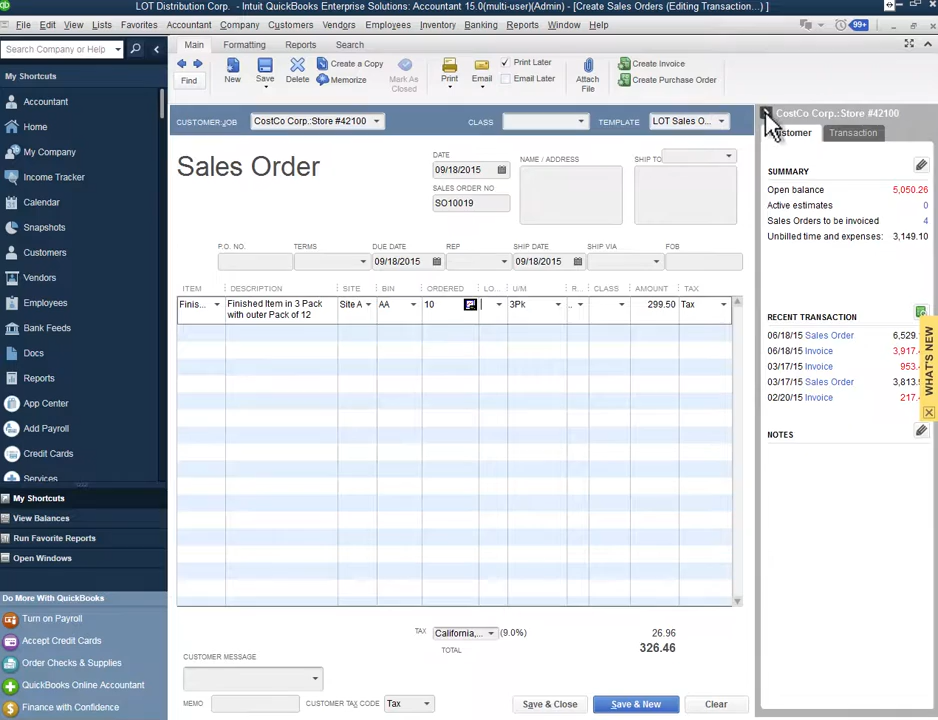 LOT Distribution Corp. - Intuit QuickBooks Enterprise Solutions: Accountant 15.0(multi-user)(Admin) - [Create Sales Orders (Editing Transaction... ) ]
File Edit View Lists Favorites Accountant Company Customers Vendors Employees Inventory Banking Reports Window Help 99+
Search Company or Help
Main Formatting Reports Search
Find New Save Delete Create a Copy Memorize Mark As Closed Print Email Print Later Email Later Attach File Create Invoice Create Purchase Order
My Shortcuts
Accountant
Home
My Company
Income Tracker
Calendar
Snapshots
Customers
Vendors
Employees
Bank Feeds
Docs
Reports
App Center
Add Payroll
Credit Cards
Services
My Shortcuts
View Balances
Run Favorite Reports
Open Windows
Do More With QuickBooks
Turn on Payroll
Accept Credit Cards
Order Checks & Supplies
QuickBooks Online Accountant
Finance with Confidence
CUSTOMER:JOB CostCo Corp.:Store #42100 CLASS TEMPLATE LOT Sales O...
Sales Order
DATE
09/18/2015
SALES ORDER NO
SO10019
NAME / ADDRESS
SHIP TO
P.O. NO. TERMS DUE DATE REP SHIP DATE SHIP VIA FOB
09/18/2015 09/18/2015
ITEM DESCRIPTION SITE BIN ORDERED LO... U/M R... CLASS AMOUNT TAX
Finis... Finished Item in 3 Pack Site A AA 10 3Pk ... 299.50 Tax
with outer Pack of 12
TAX California,... (9.0%) 26.96
TOTAL 326.46
CUSTOMER MESSAGE
MEMO CUSTOMER TAX CODE Tax
Save & Close Save & New Clear
CostCo Corp.:Store #42100
ustomer Transaction
SUMMARY
Open balance 5,050.26
Active estimates 0
Sales Orders to be invoiced 4
Unbilled time and expenses: 3,149.10
RECENT TRANSACTION
06/18/15 Sales Order 6,529.
06/18/15 Invoice 3,917.
03/17/15 Invoice 953.
03/17/15 Sales Order 3,813.
02/20/15 Invoice 217.
NOTES
WHAT'S NEW